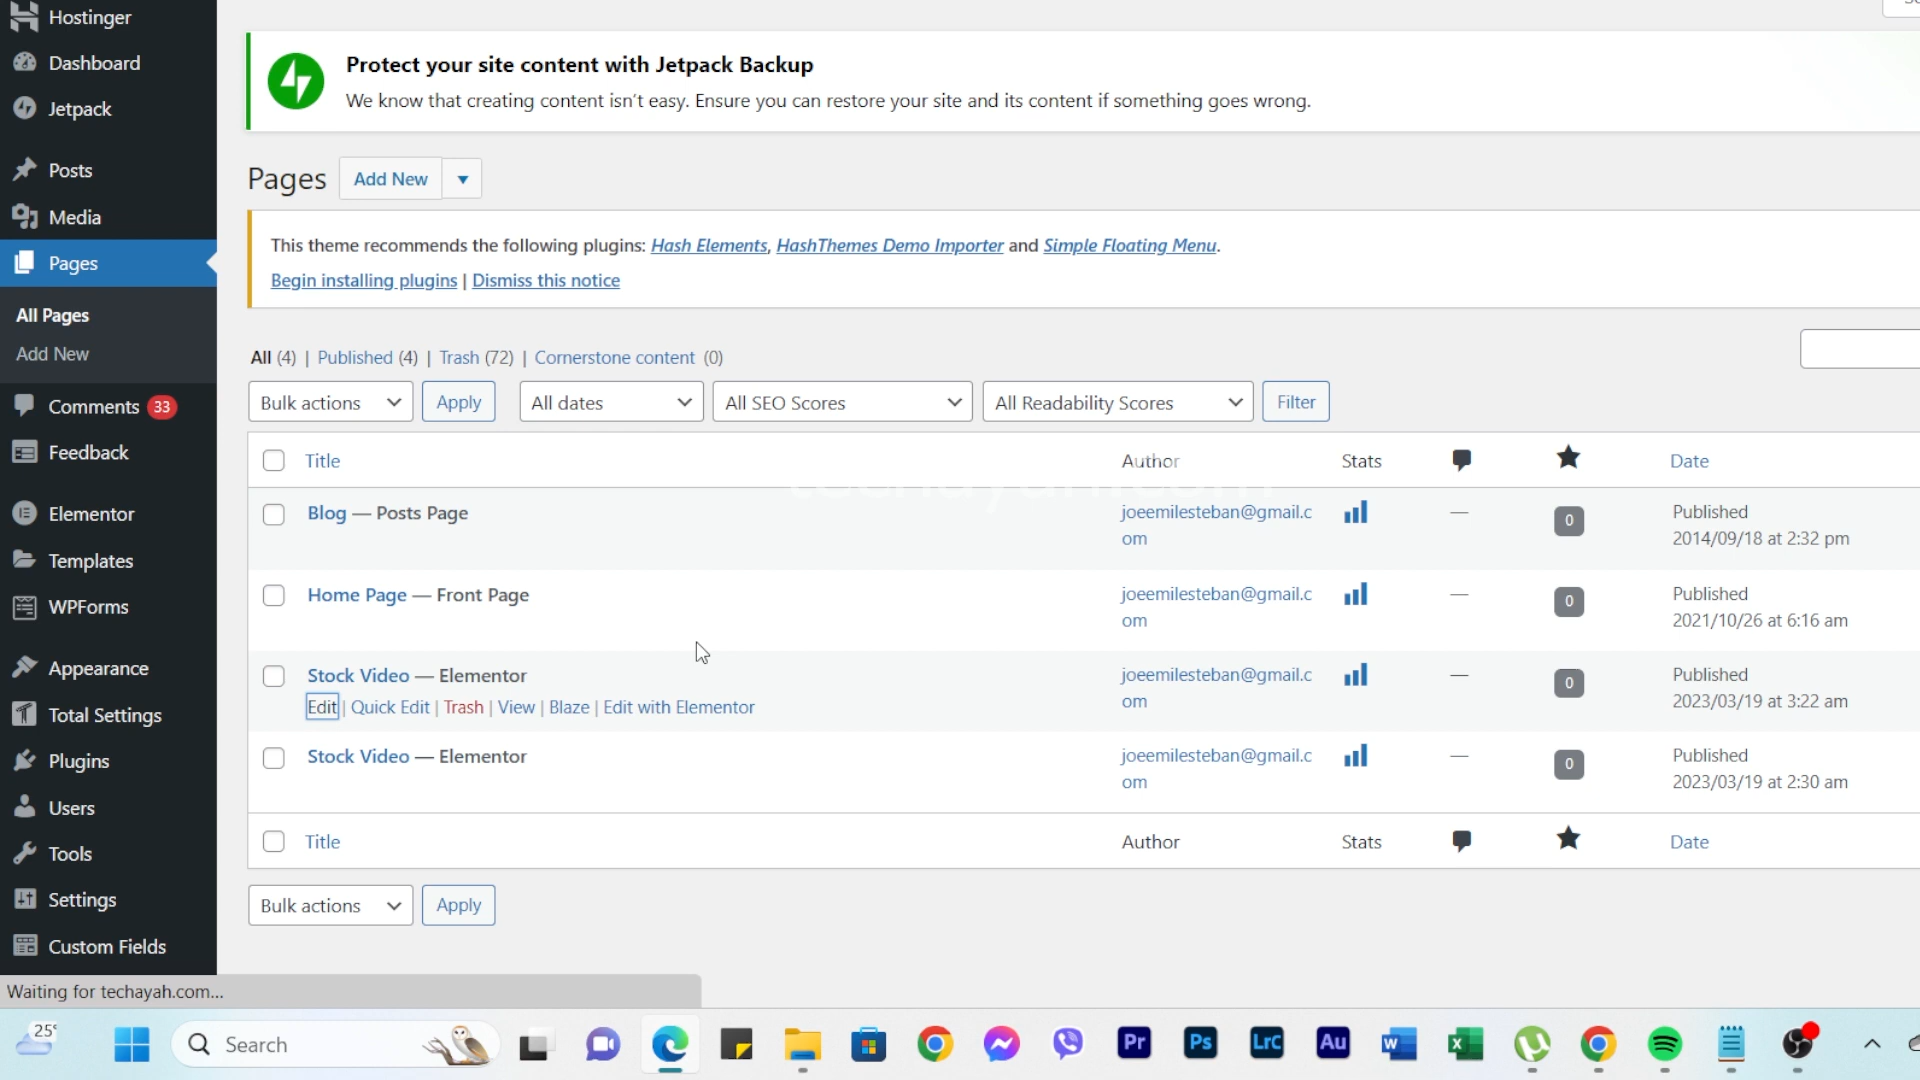 Hostinger
Dashboard
Jetpack
Posts
Media
Pages
All Pages
Add New
Comments 33
Feedback
Elementor
Templates
WPForms
Appearance
Total Settings
Plugins
Users
Tools
Settings
Custom Fields
Protect your site content with Jetpack Backup
We know that creating content isn't easy. Ensure you can restore your site and its content if something goes wrong.
Pages Add New
This theme recommends the following plugins: Hash Elements, HashThemes Demo Importer and Simple Floating Menu.
Begin installing plugins | Dismiss this notice
All (4) | Published (4) | Trash (72) | Cornerstone content (0)
Bulk actions Apply All dates All SEO Scores All Readability Scores Filter
Title Author Stats Date
Blog — Posts Page joeemilesteban@gmail.c — 0 Published
om 2014/09/18 at 2:32 pm
Home Page — Front Page joeemilesteban@gmail.c — 0 Published
om 2021/10/26 at 6:16 am
Stock Video — Elementor joeemilesteban@gmail.c — 0 Published
Edit | Quick Edit | Trash | View | Blaze | Edit with Elementor om 2023/03/19 at 3:22 am
Stock Video — Elementor joeemilesteban@gmail.c — 0 Published
om 2023/03/19 at 2:30 am
Title Author Stats Date
Bulk actions Apply
Waiting for techayah.com...
25° Search Pr Ps LrC Au W X